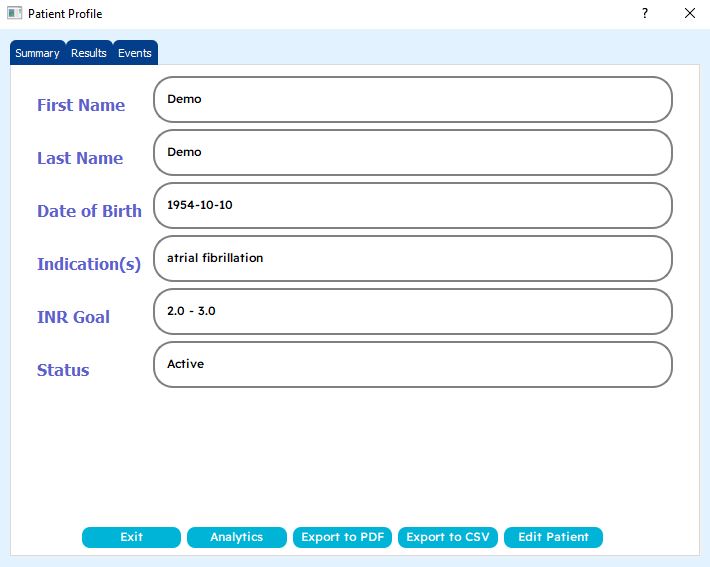 Patient Profile
?
Summary Results Events
First Name Demo
Last Name Demo
Date of Birth 1954-10-10
Indication(s) atrial fibrillation
INR Goal 2.0 - 3.0
Status Active
Exit Analytics Export to PDF Export to CSV Edit Patient